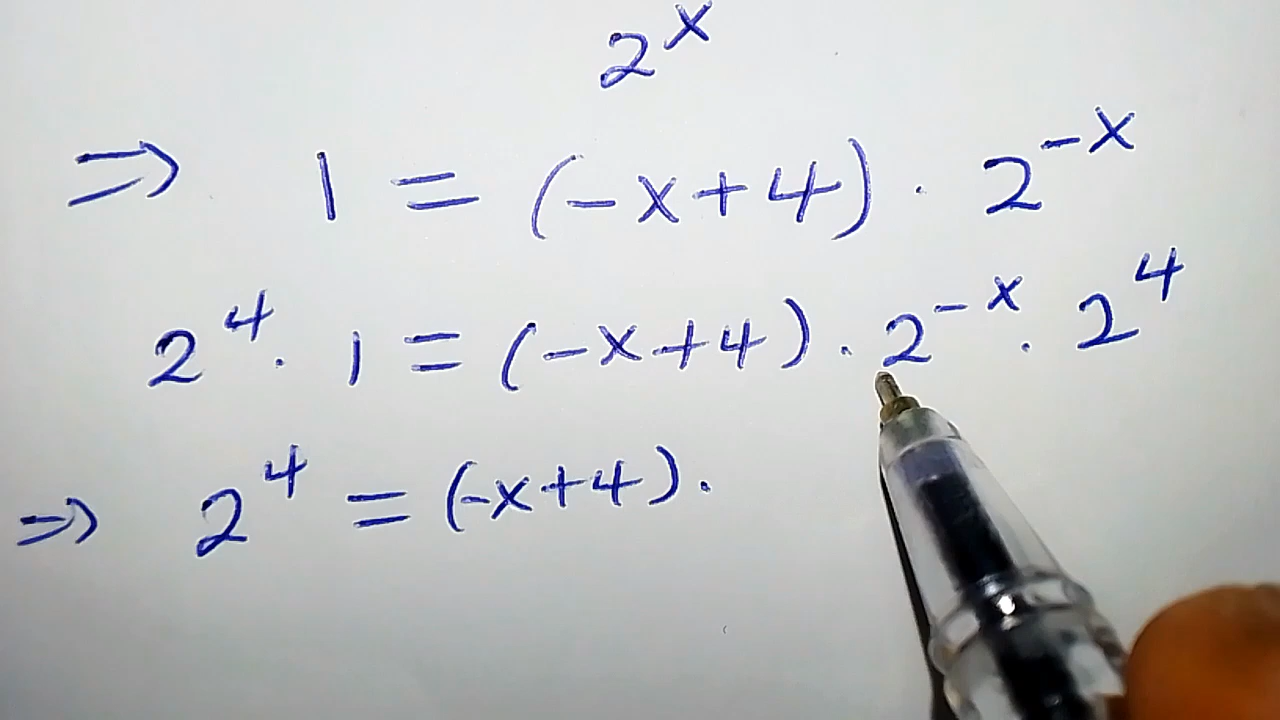 2^x
⇒ 1 = (-x+4) · 2^-x
2^4 · 1 = (-x+4) · 2^-x · 2^4
⇒ 2^4 = (-x+4) ·